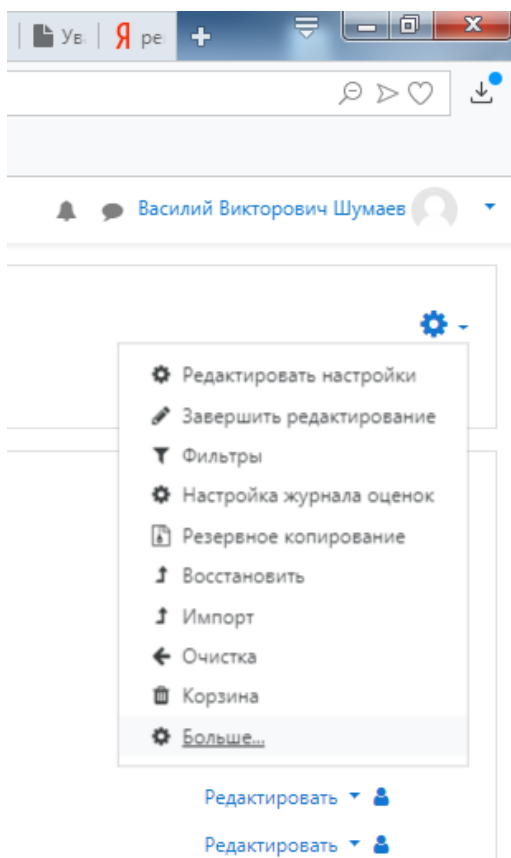 Ув
Я ре
Василий Викторович Шумаев
Редактировать настройки
Завершить редактирование
Фильтры
Настройка журнала оценок
Резервное копирование
Восстановить
Импорт
Очистка
Корзина
Больше...
Редактировать
Редактировать